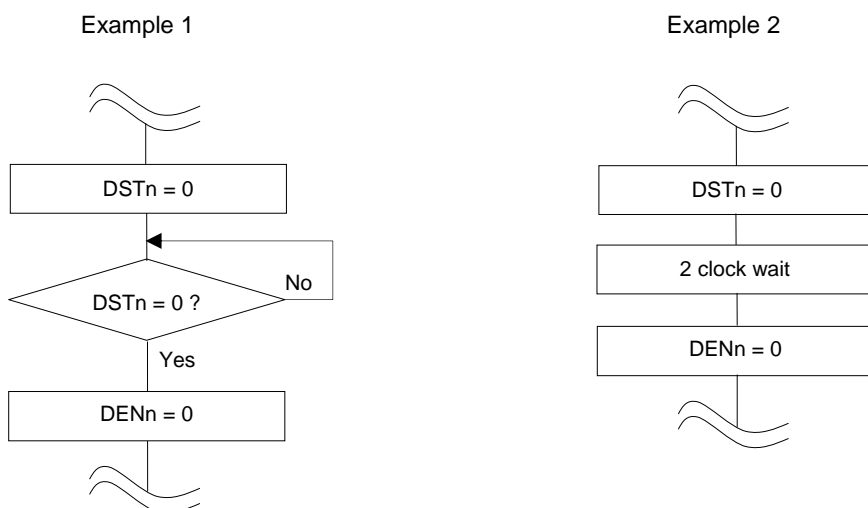 Example 1
DSTn = 0
DSTn = 0 ?
No
Yes
DENn = 0
Example 2
DSTn = 0
2 clock wait
DENn = 0